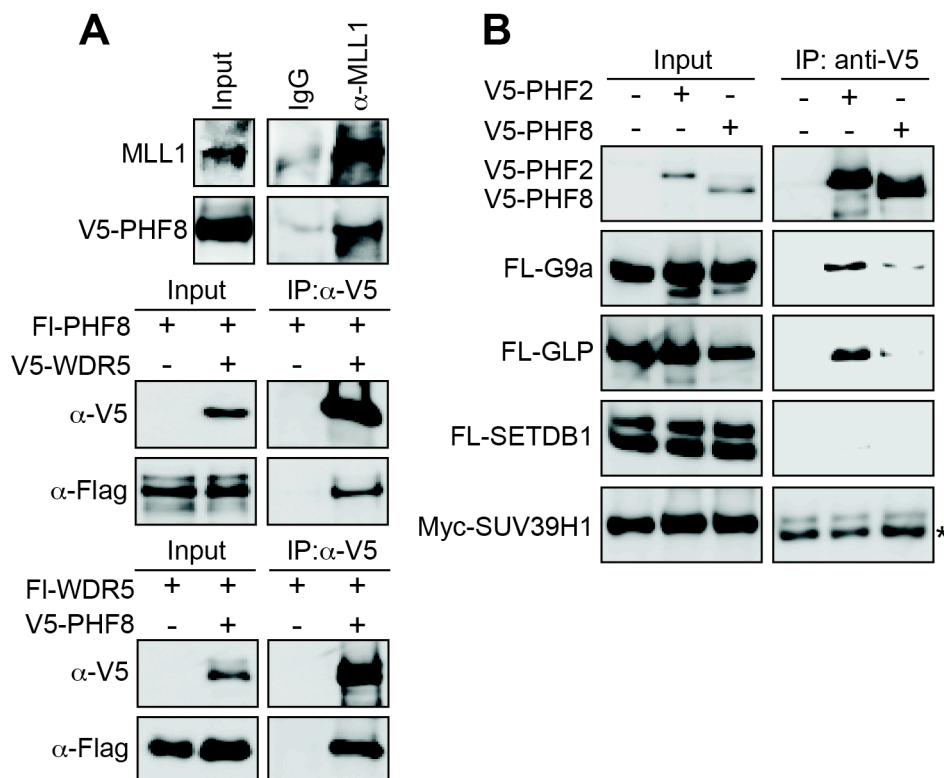 A
Input
IgG
α-MLL1
MLL1
V5-PHF8
Input IP:α-V5
Fl-PHF8 + + + +
V5-WDR5 - + - +
α-V5
α-Flag
Input IP:α-V5
Fl-WDR5 + + + +
V5-PHF8 - + - +
α-V5
α-Flag
B
Input IP: anti-V5
V5-PHF2 - + - - + -
V5-PHF8 - - + - - +
V5-PHF2
V5-PHF8
FL-G9a
FL-GLP
FL-SETDB1
Myc-SUV39H1 *